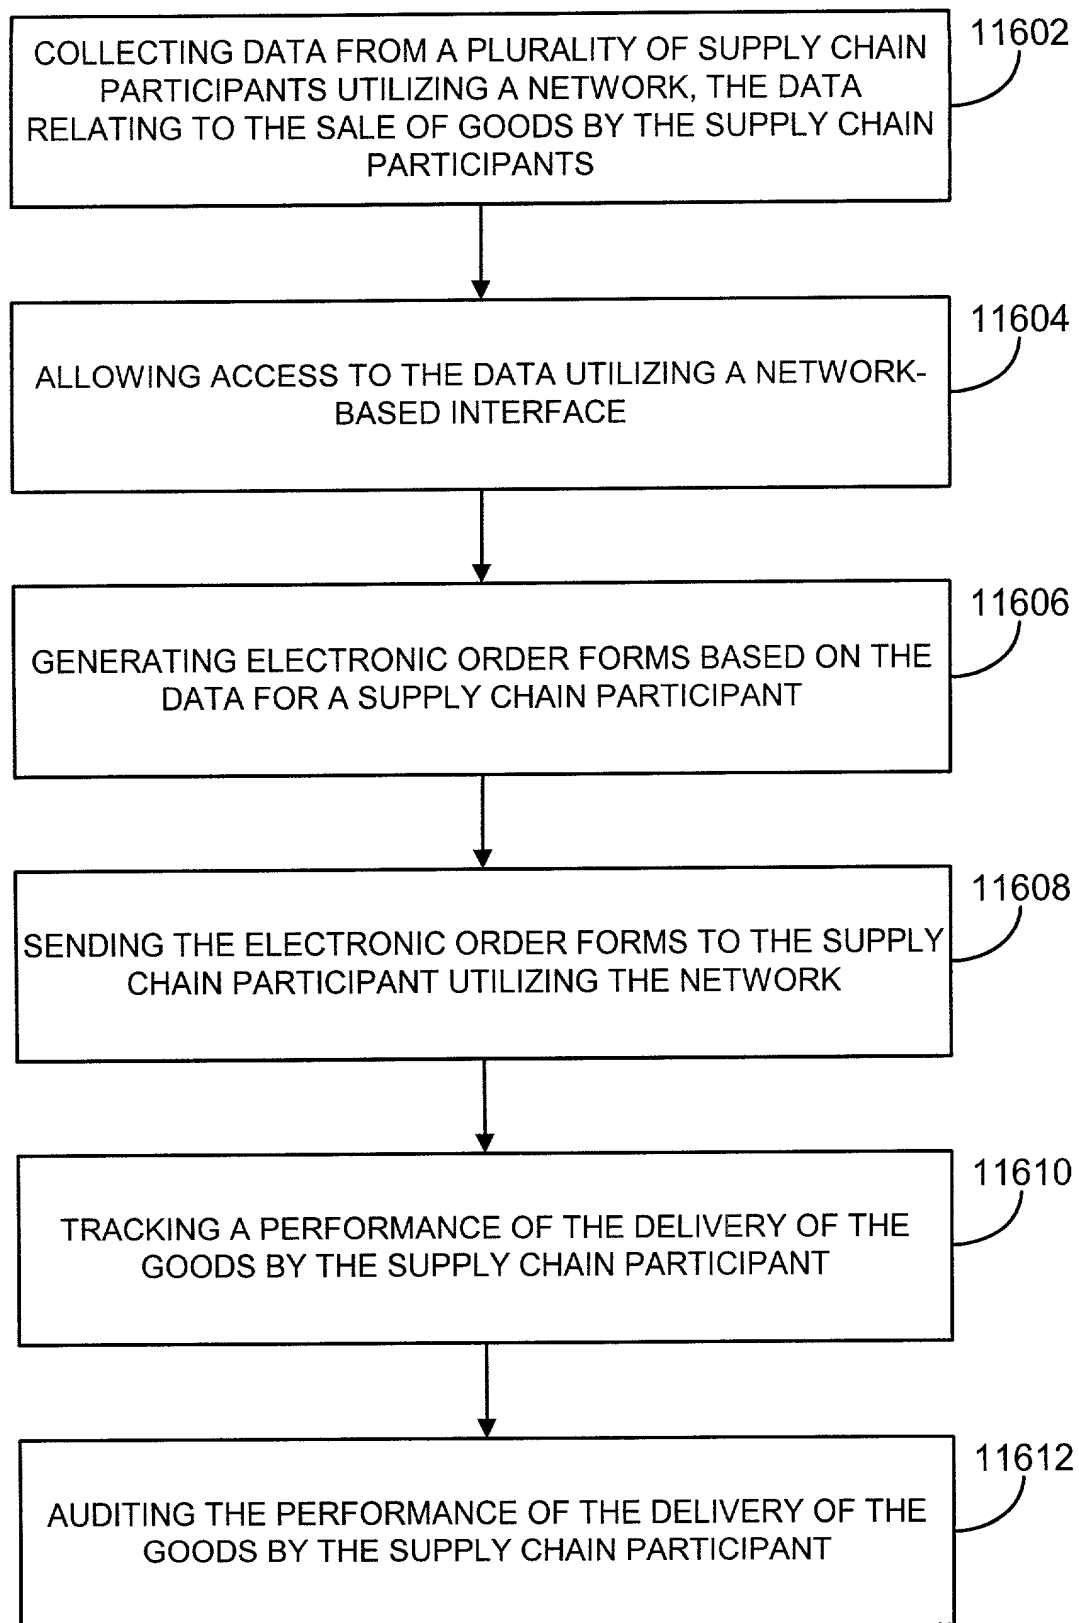 11602
COLLECTING DATA FROM A PLURALITY OF SUPPLY CHAIN
PARTICIPANTS UTILIZING A NETWORK, THE DATA
RELATING TO THE SALE OF GOODS BY THE SUPPLY CHAIN
PARTICIPANTS
11604
ALLOWING ACCESS TO THE DATA UTILIZING A NETWORK-
BASED INTERFACE
11606
GENERATING ELECTRONIC ORDER FORMS BASED ON THE
DATA FOR A SUPPLY CHAIN PARTICIPANT
11608
SENDING THE ELECTRONIC ORDER FORMS TO THE SUPPLY
CHAIN PARTICIPANT UTILIZING THE NETWORK
11610
TRACKING A PERFORMANCE OF THE DELIVERY OF THE
GOODS BY THE SUPPLY CHAIN PARTICIPANT
11612
AUDITING THE PERFORMANCE OF THE DELIVERY OF THE
GOODS BY THE SUPPLY CHAIN PARTICIPANT